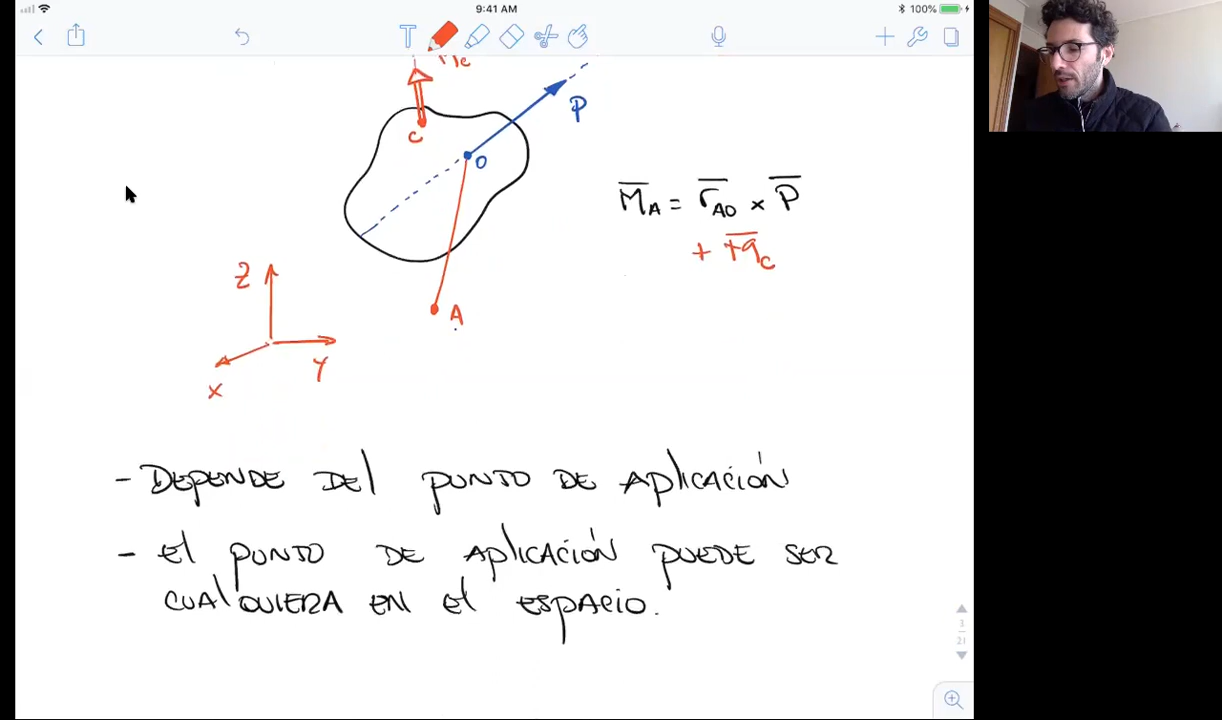 9:41 AM
100%
T
C
P
O
M̅A = r̅AO × P̅
Z
A
Y
X
- DEPENDE DEL PUNTO DE APLICACIÓN
- EL PUNTO DE APLICACIÓN PUEDE SER
CUALQUIERA EN EL ESPACIO.